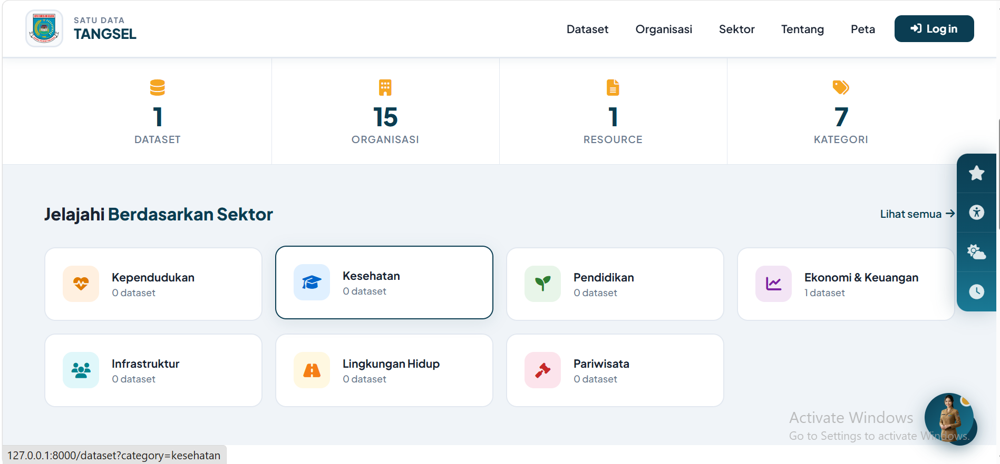 SATU DATA
TANGSEL
Dataset
Organisasi
Sektor
Tentang
Peta
Login
1
DATASET
15
ORGANISASI
1
RESOURCE
7
KATEGORI
Jelajahi Berdasarkan Sektor
Lihat semua
Kependudukan
0 dataset
Kesehatan
0 dataset
Pendidikan
0 dataset
Ekonomi & Keuangan
1 dataset
Infrastruktur
0 dataset
Lingkungan Hidup
0 dataset
Pariwisata
0 dataset
Activate Windows
Go to Settings to activate Windows.
127.0.0.1:8000/dataset?category=kesehatan